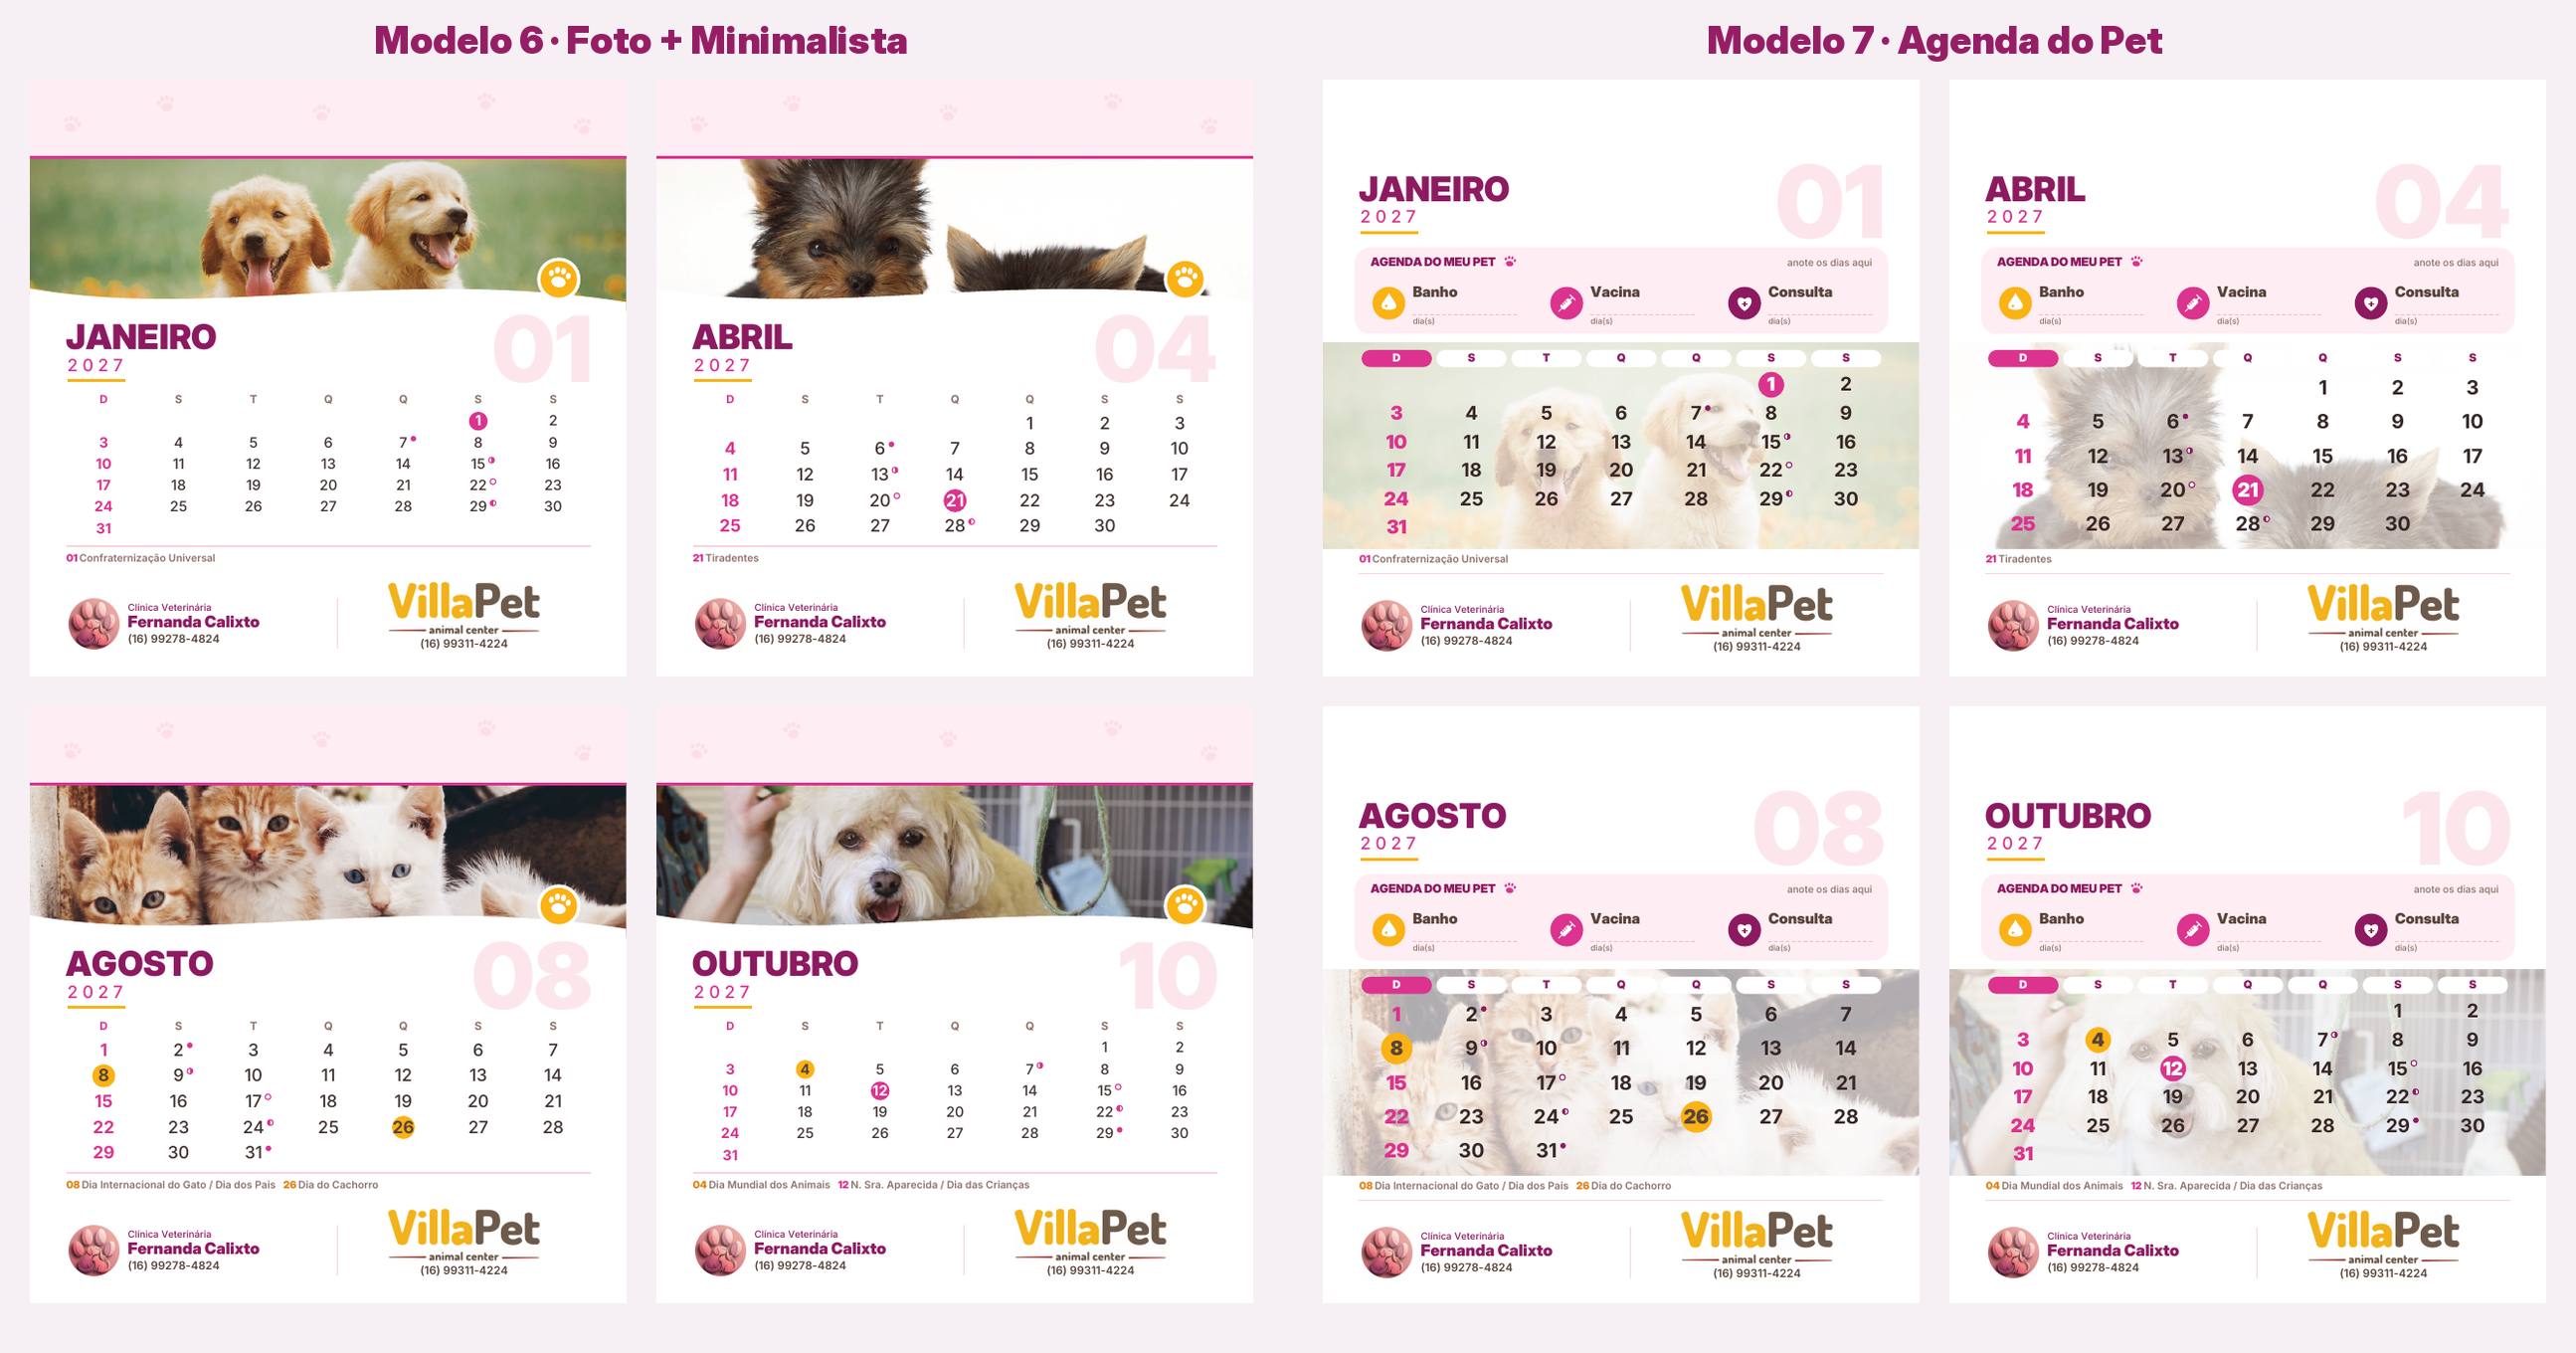 Modelo 6 · Foto + Minimalista
JANEIRO
01
2027
D S T Q Q S S
1 2
3 4 5 6 7 8 9
10 11 12 13 14 15 16
17 18 19 20 21 22 23
24 25 26 27 28 29 30
31
01 Confraternização Universal
Clínica Veterinária
Fernanda Calixto
(16) 99278-4824
VillaPet
animal center
(16) 99311-4224
ABRIL
04
2027
D S T Q Q S S
1 2 3
4 5 6 7 8 9 10
11 12 13 14 15 16 17
18 19 20 21 22 23 24
25 26 27 28 29 30
21 Tiradentes
Clínica Veterinária
Fernanda Calixto
(16) 99278-4824
VillaPet
animal center
(16) 99311-4224
AGOSTO
08
2027
D S T Q Q S S
1 2 3 4 5 6 7
8 9 10 11 12 13 14
15 16 17 18 19 20 21
22 23 24 25 26 27 28
29 30 31
08 Dia Internacional do Gato / Dia dos Pais 26 Dia do Cachorro
Clínica Veterinária
Fernanda Calixto
(16) 99278-4824
VillaPet
animal center
(16) 99311-4224
OUTUBRO
10
2027
D S T Q Q S S
1 2
3 4 5 6 7 8 9
10 11 12 13 14 15 16
17 18 19 20 21 22 23
24 25 26 27 28 29 30
31
04 Dia Mundial dos Animais 12 N. Sra. Aparecida / Dia das Crianças
Clínica Veterinária
Fernanda Calixto
(16) 99278-4824
VillaPet
animal center
(16) 99311-4224
Modelo 7 · Agenda do Pet
JANEIRO
01
2027
AGENDA DO MEU PET anote os dias aqui
Banho Vacina Consulta
dia(s) dia(s) dia(s)
D S T Q Q S S
1 2
3 4 5 6 7 8 9
10 11 12 13 14 15 16
17 18 19 20 21 22 23
24 25 26 27 28 29 30
31
01 Confraternização Universal
Clínica Veterinária
Fernanda Calixto
(16) 99278-4824
VillaPet
animal center
(16) 99311-4224
ABRIL
04
2027
AGENDA DO MEU PET anote os dias aqui
Banho Vacina Consulta
dia(s) dia(s) dia(s)
D S T Q Q S S
1 2 3
4 5 6 7 8 9 10
11 12 13 14 15 16 17
18 19 20 21 22 23 24
25 26 27 28 29 30
21 Tiradentes
Clínica Veterinária
Fernanda Calixto
(16) 99278-4824
VillaPet
animal center
(16) 99311-4224
AGOSTO
08
2027
AGENDA DO MEU PET anote os dias aqui
Banho Vacina Consulta
dia(s) dia(s) dia(s)
D S T Q Q S S
1 2 3 4 5 6 7
8 9 10 11 12 13 14
15 16 17 18 19 20 21
22 23 24 25 26 27 28
29 30 31
08 Dia Internacional do Gato / Dia dos Pais 26 Dia do Cachorro
Clínica Veterinária
Fernanda Calixto
(16) 99278-4824
VillaPet
animal center
(16) 99311-4224
OUTUBRO
10
2027
AGENDA DO MEU PET anote os dias aqui
Banho Vacina Consulta
dia(s) dia(s) dia(s)
D S T Q Q S S
1 2
3 4 5 6 7 8 9
10 11 12 13 14 15 16
17 18 19 20 21 22 23
24 25 26 27 28 29 30
31
04 Dia Mundial dos Animais 12 N. Sra. Aparecida / Dia das Crianças
Clínica Veterinária
Fernanda Calixto
(16) 99278-4824
VillaPet
animal center
(16) 99311-4224